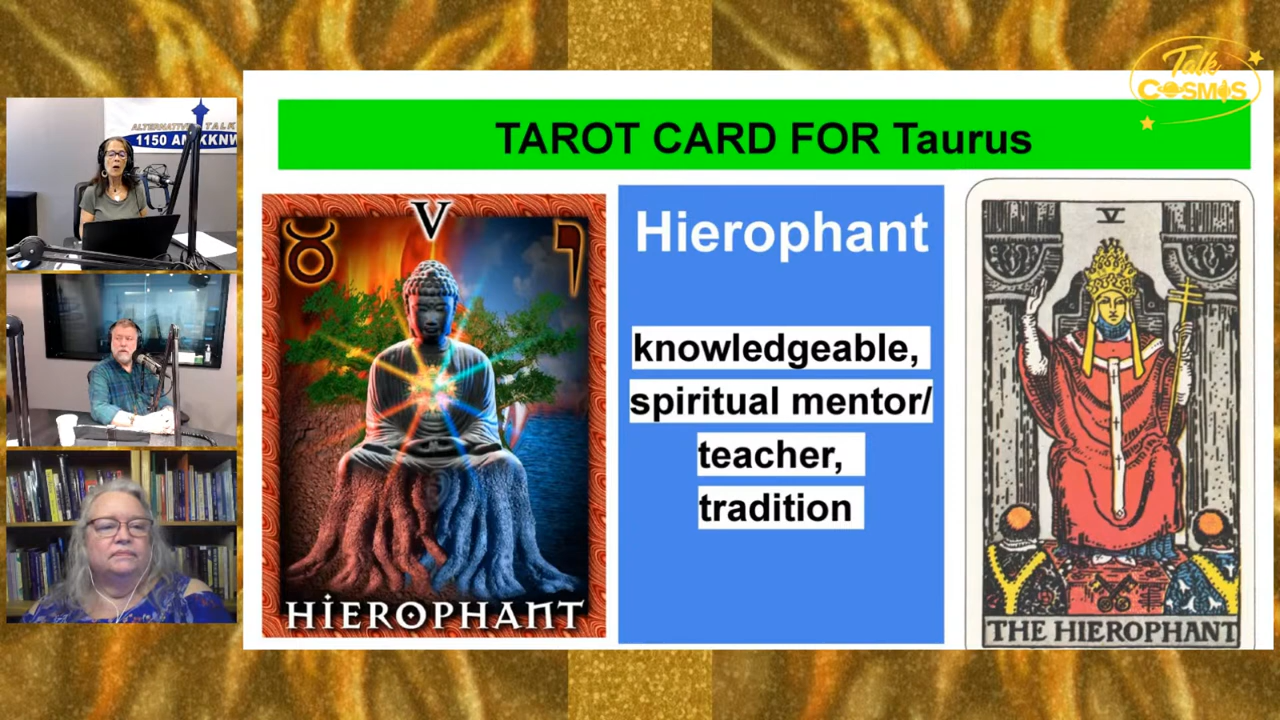 Talk
COSMOS
ALTERNATIVE TALK
1150 AM KKNW
TAROT CARD FOR Taurus
V
HIEROPHANT
Hierophant
knowledgeable,
spiritual mentor/
teacher,
tradition
V
THE HIEROPHANT